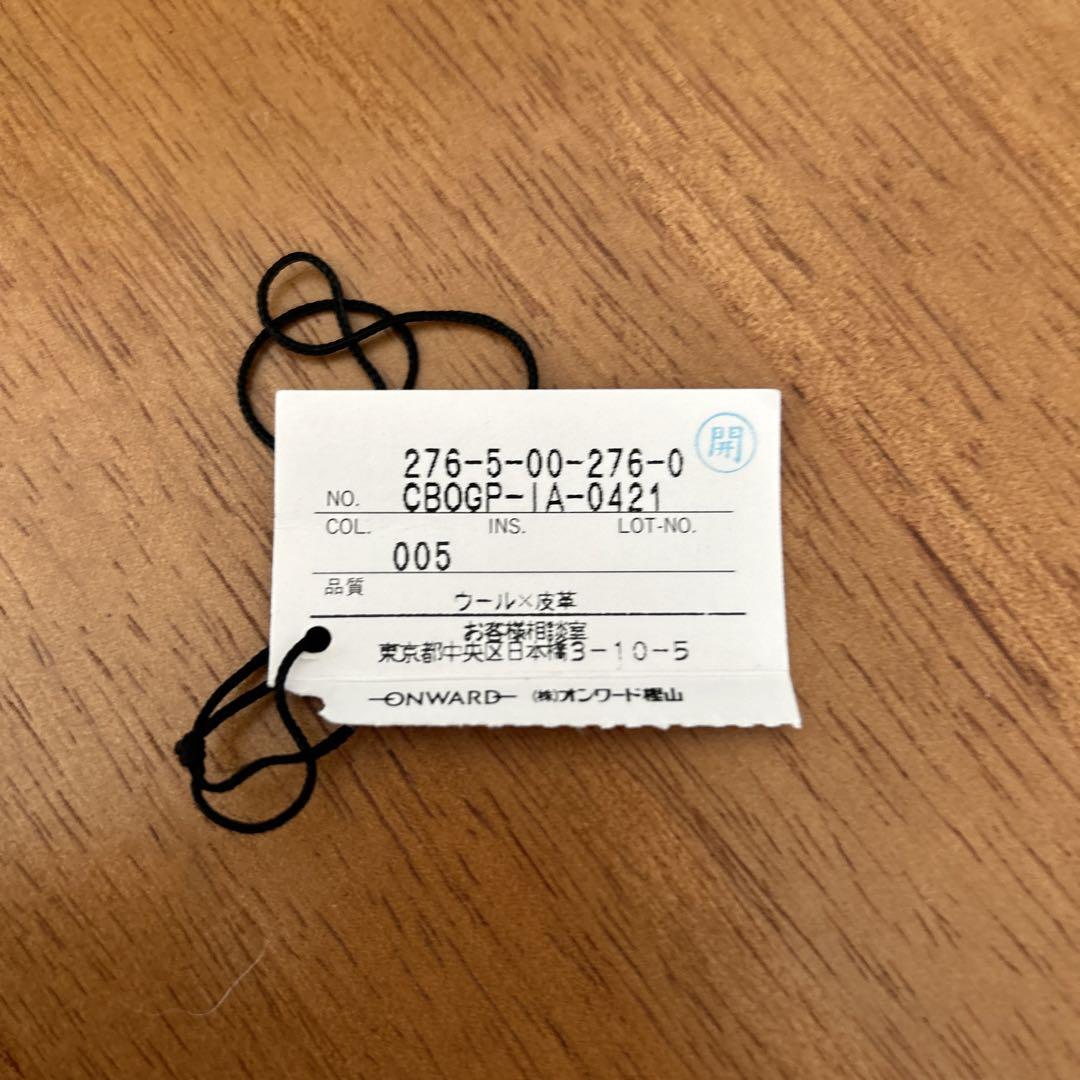 開
276-5-00-276-0
NO. CBOGP-IA-0421
COL. INS. LOT-NO.
005
品質
ウール×皮革
お客様相談室
東京都中央区日本橋3-10-5
ONWARD (株)オンワード樫山